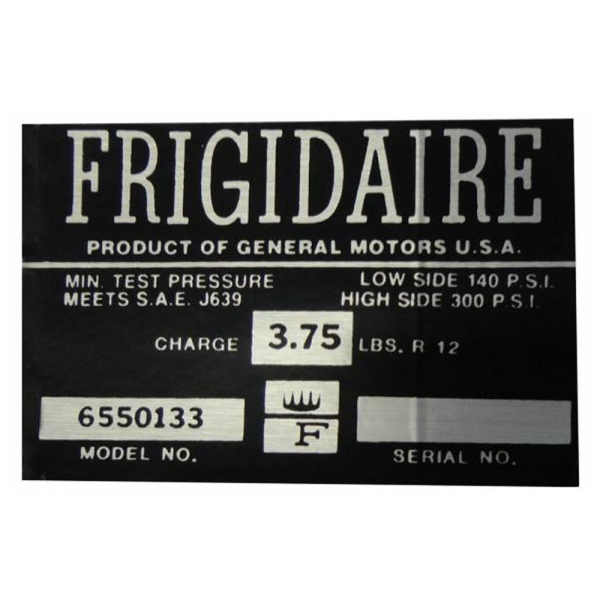 FRIGIDAIRE
PRODUCT OF GENERAL MOTORS U.S.A.
MIN. TEST PRESSURE LOW SIDE 140 P.S.I.
MEETS S.A.E. J639 HIGH SIDE 300 P.S.I.
CHARGE 3.75 LBS. R 12
6550133
F
MODEL NO. SERIAL NO.